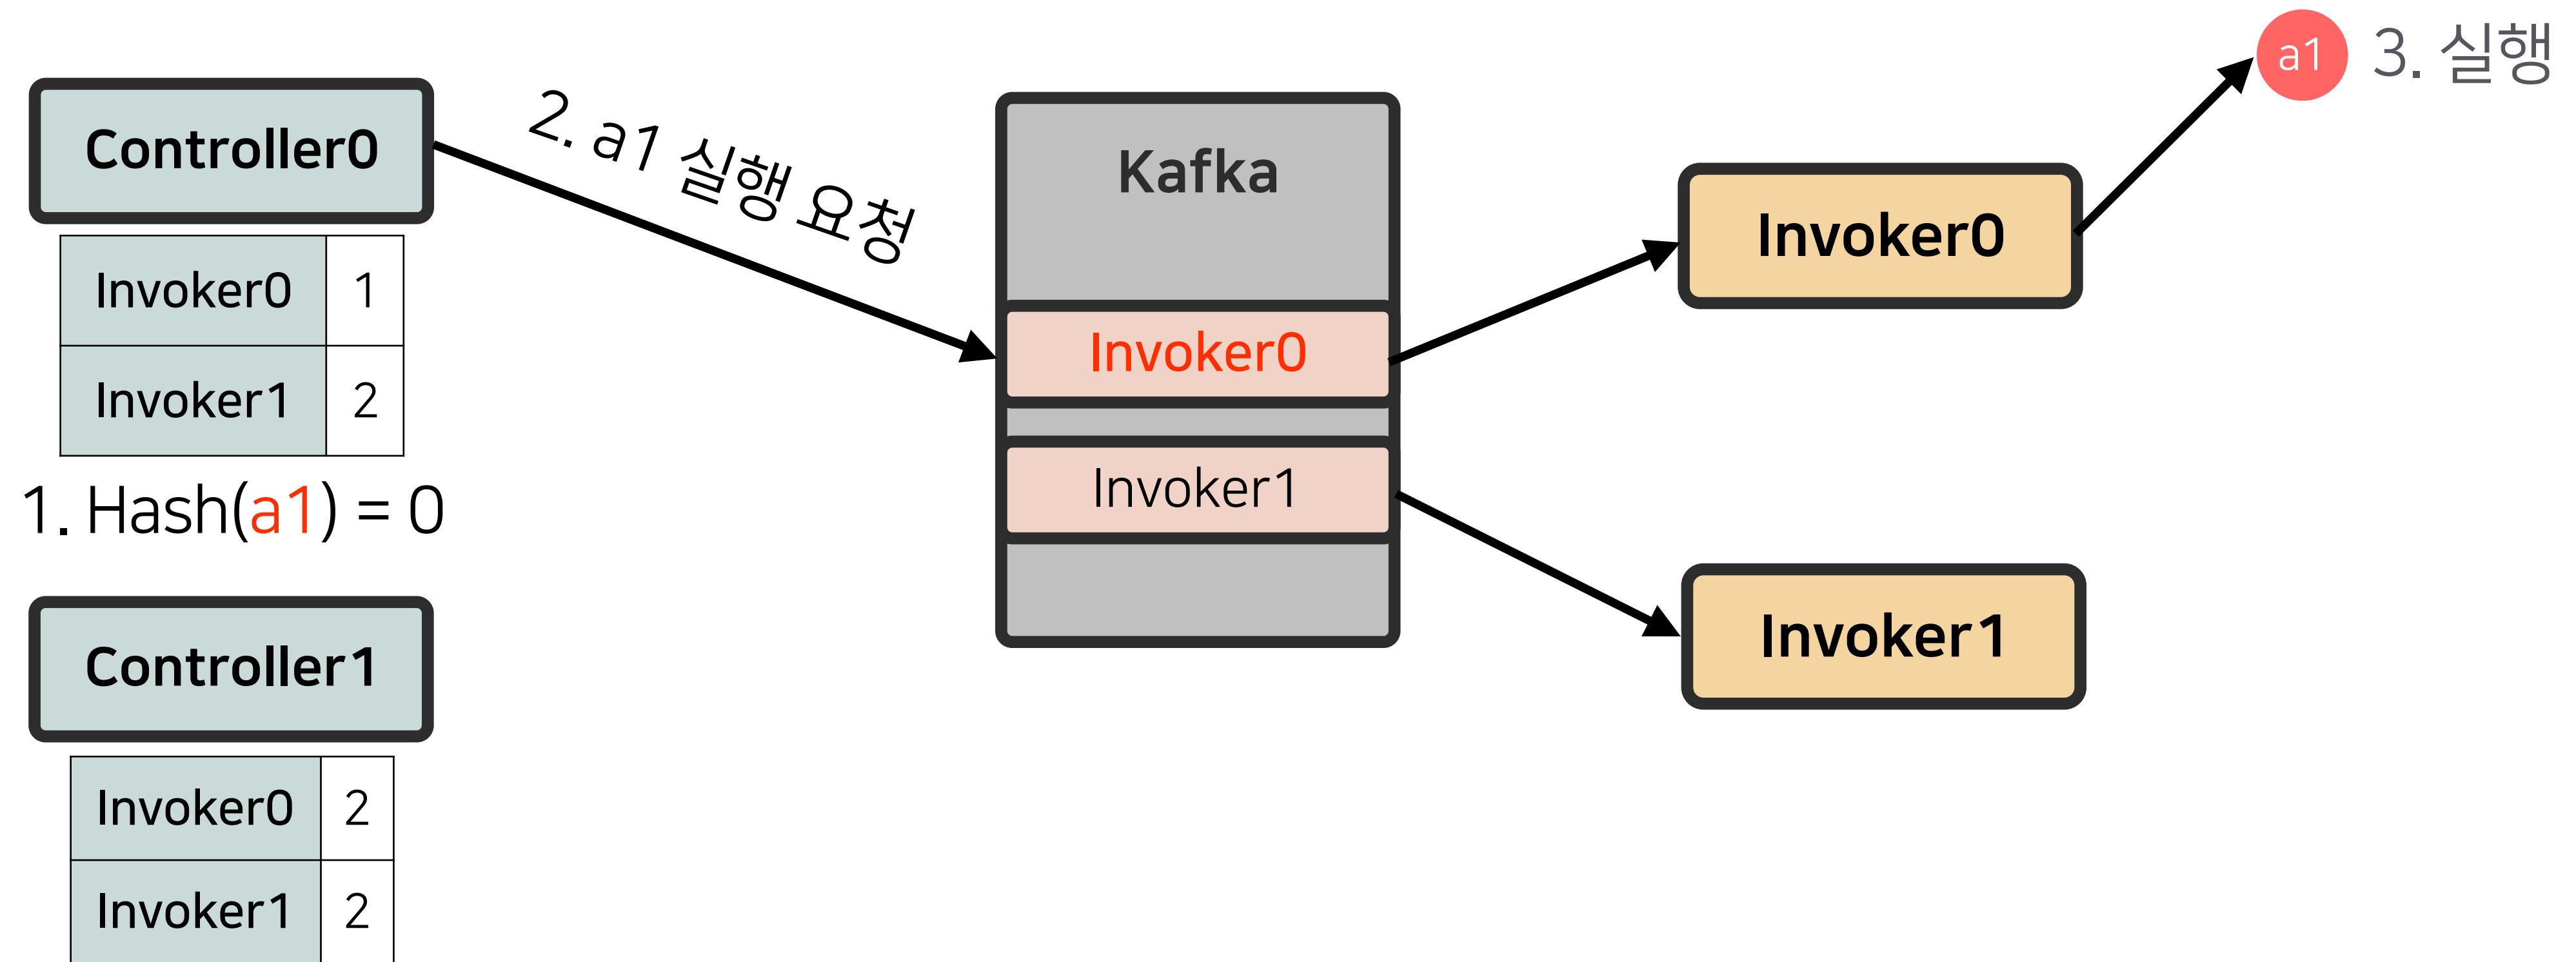 Controller0
Invoker0 1
Invoker1 2
1. Hash(a1) = 0
Controller1
Invoker0 2
Invoker1 2
2. a1 실행 요청
Kafka
Invoker0
Invoker1
Invoker0
Invoker1
a1 3. 실행